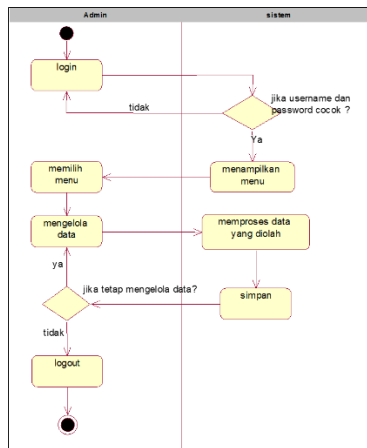 Admin
sistem
login
jika username dan
password cocok ?
tidak
Ya
memilih
menu
menampilkan
menu
mengelola
data
memproses data
yang diolah
ya
jika tetap mengelola data?
simpan
tidak
logout